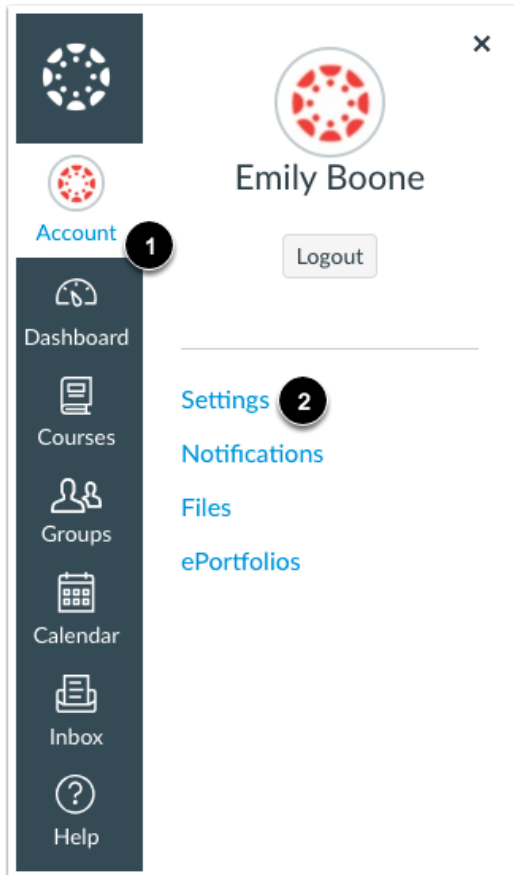 Account
1
Dashboard
Courses
Groups
Calendar
Inbox
Help
×
Emily Boone
Logout
Settings 2
Notifications
Files
ePortfolios